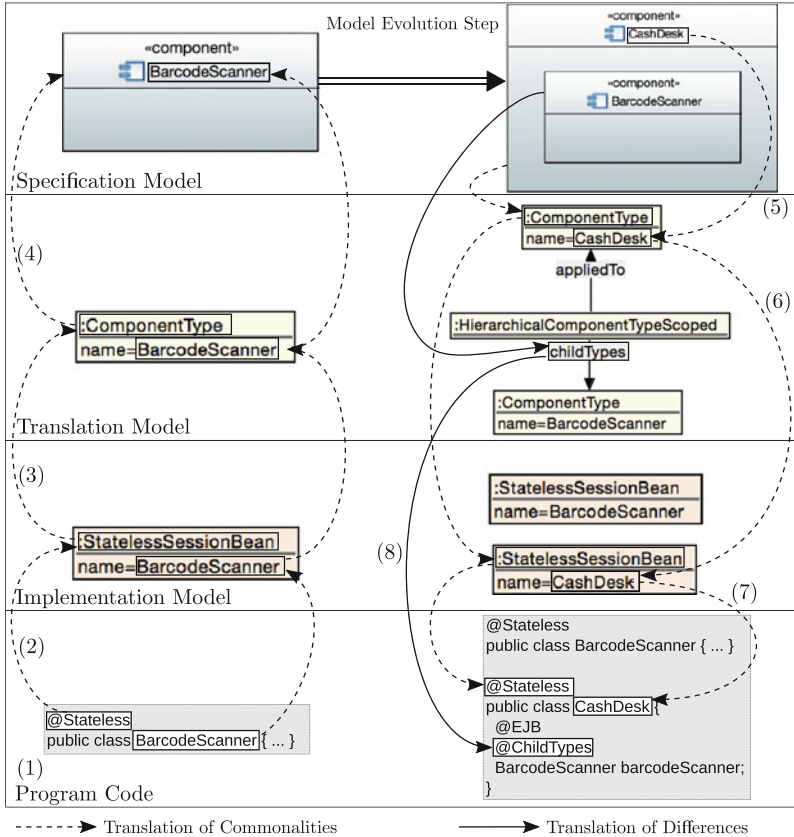 Model Evolution Step
«component»
BarcodeScanner
«component»
CashDesk
«component»
BarcodeScanner
Specification Model
(4)
(5)
:ComponentType
name=CashDesk
appliedTo
(6)
:HierarchicalComponentTypeScoped
childTypes
:ComponentType
name=BarcodeScanner
:ComponentType
name=BarcodeScanner
Translation Model
(3)
(8)
:StatelessSessionBean
name=BarcodeScanner
:StatelessSessionBean
name=BarcodeScanner
:StatelessSessionBean
name=CashDesk
Implementation Model
(7)
(2)
@Stateless
public class BarcodeScanner { ... }
(1)
Program Code
@Stateless
public class BarcodeScanner { ... }
@Stateless
public class CashDesk {
@EJB
@ChildTypes
BarcodeScanner barcodeScanner;
}
Translation of Commonalities
Translation of Differences